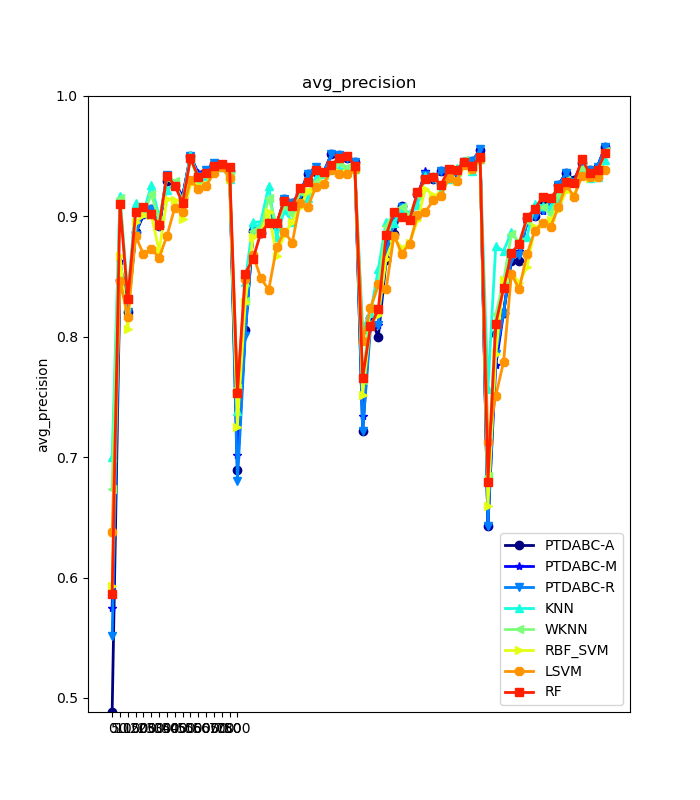 avg_precision
1.0
0.9
0.8
0.7
0.6
0.5
avg_precision
PTDABC-A
PTDABC-M
PTDABC-R
KNN
WKNN
RBF_SVM
LSVM
RF